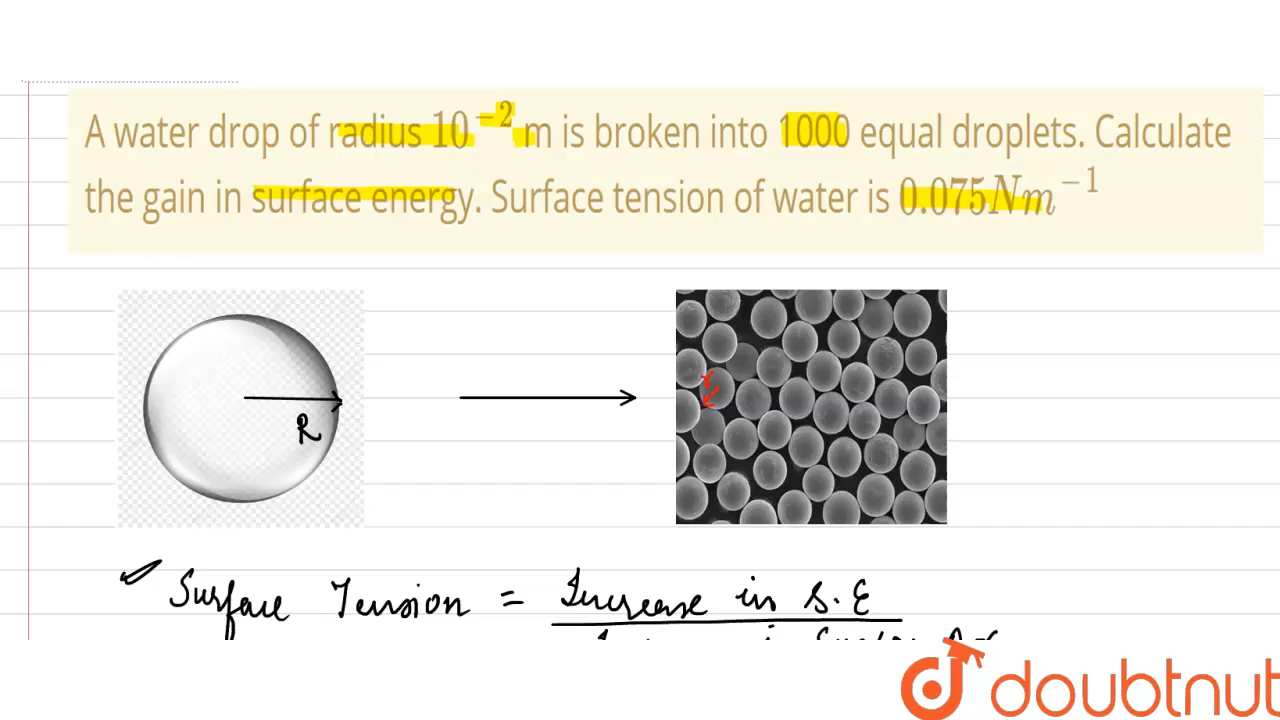 A water drop of radius 10⁻² m is broken into 1000 equal droplets. Calculate
the gain in surface energy. Surface tension of water is 0.075Nm⁻¹
R
r
Surface Tension = Increase in S.E
doubtnut